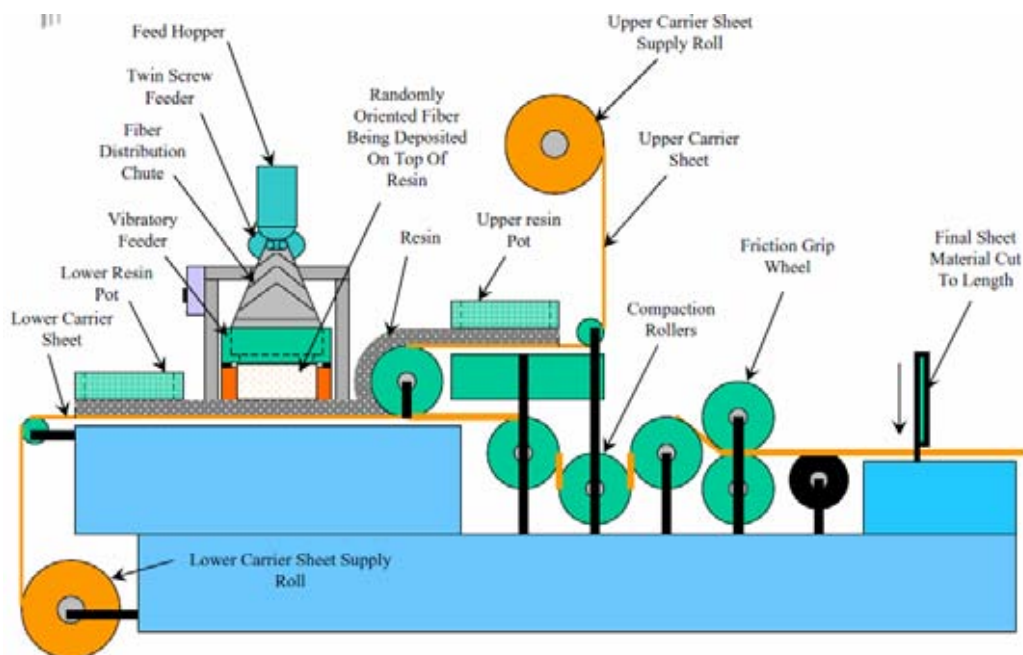 Feed Hopper
Twin Screw
Feeder
Fiber
Distribution
Chute
Vibratory
Feeder
Lower Resin
Pot
Lower Carrier
Sheet
Randomly
Oriented Fiber
Being Deposited
On Top Of
Resin
Resin
Upper resin
Pot
Upper Carrier Sheet
Supply Roll
Upper Carrier
Sheet
Compaction
Rollers
Friction Grip
Wheel
Final Sheet
Material Cut
To Length
Lower Carrier Sheet Supply
Roll